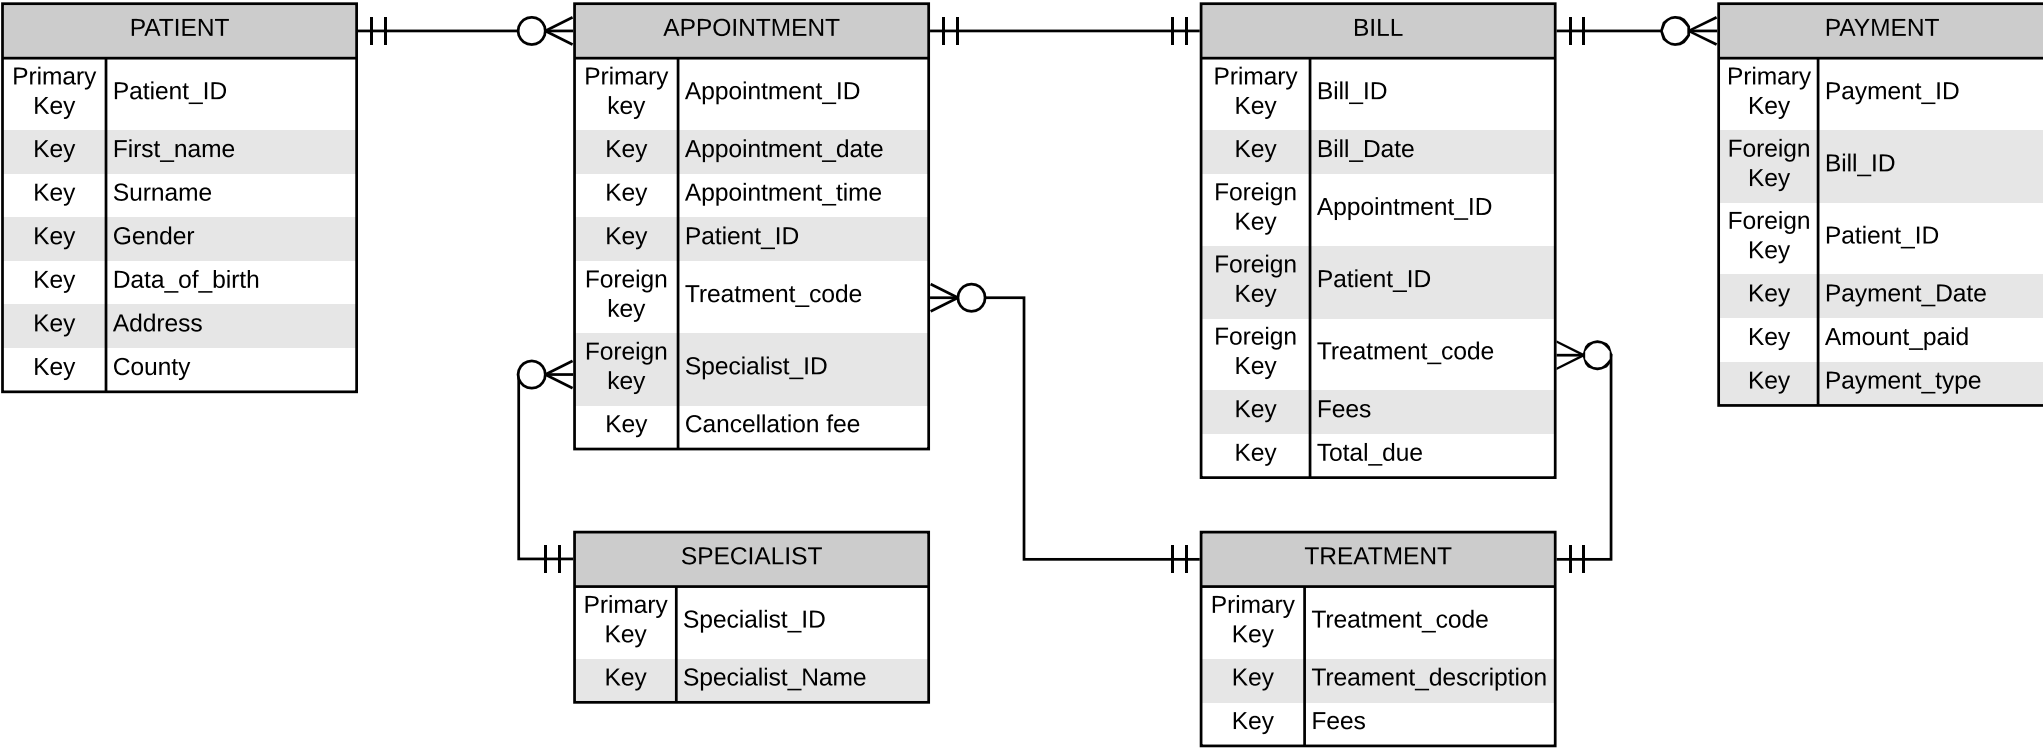 PATIENT
Primary
Key
Patient_ID
Key First_name
Key Surname
Key Gender
Key Data_of_birth
Key Address
Key County
APPOINTMENT
Primary
key
Appointment_ID
Key Appointment_date
Key Appointment_time
Key Patient_ID
Foreign
key
Treatment_code
Foreign
key
Specialist_ID
Key Cancellation fee
BILL
Primary
Key
Bill_ID
Key Bill_Date
Foreign
Key
Appointment_ID
Foreign
Key
Patient_ID
Foreign
Key
Treatment_code
Key Fees
Key Total_due
PAYMENT
Primary
Key
Payment_ID
Foreign
Key
Bill_ID
Foreign
Key
Patient_ID
Key Payment_Date
Key Amount_paid
Key Payment_type
SPECIALIST
Primary
Key
Specialist_ID
Key Specialist_Name
TREATMENT
Primary
Key
Treatment_code
Key Treament_description
Key Fees